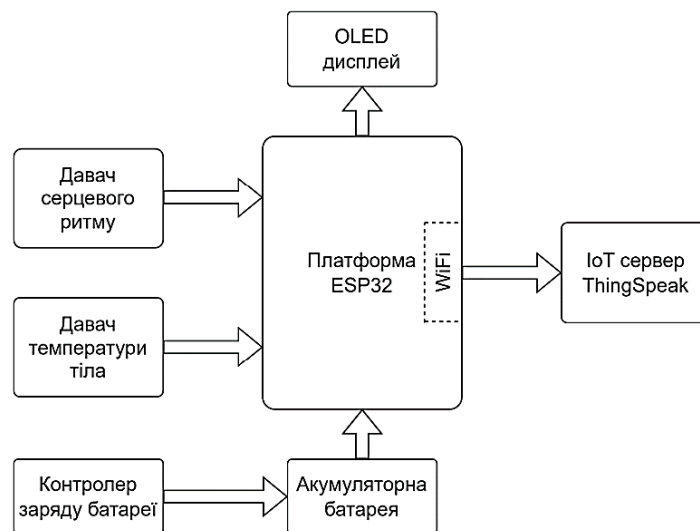 OLED
дисплей
Давач
серцевого
ритму
Платформа
ESP32
WiFi
IoT сервер
ThingSpeak
Давач
температури
тіла
Контролер
заряду батареї
Акумуляторна
батарея